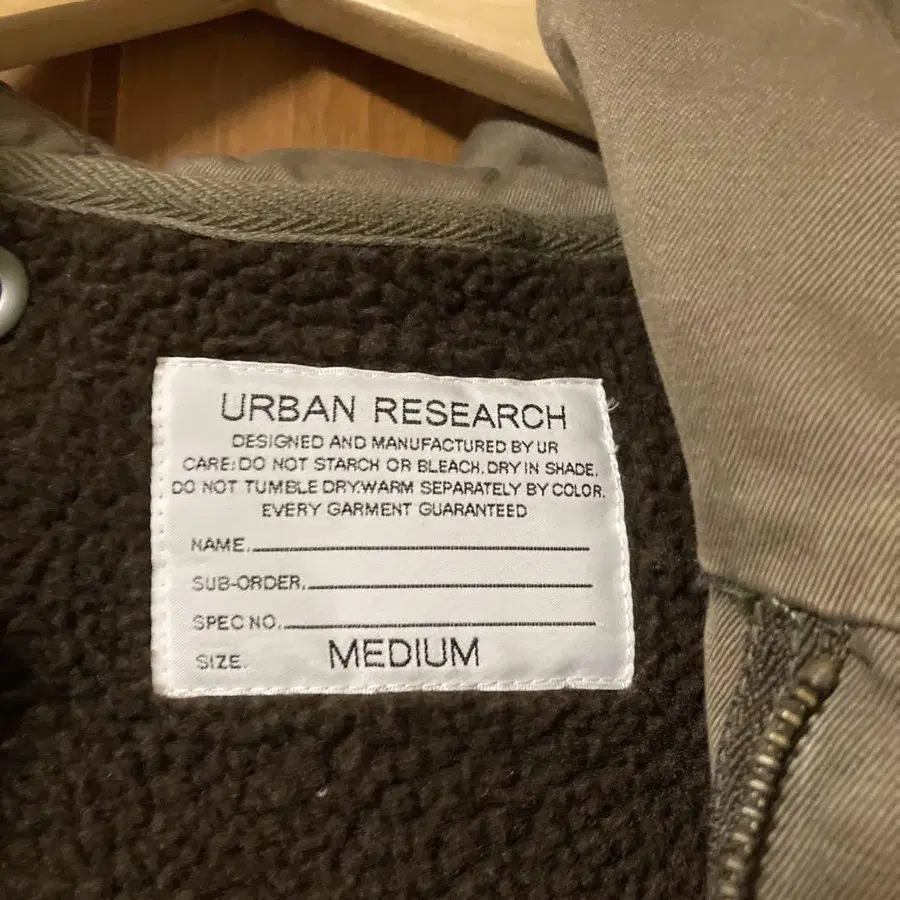 URBAN RESEARCH
DESIGNED AND MANUFACTURED BY UR
CARE:DO NOT STARCH OR BLEACH.DRY IN SHADE.
DO NOT TUMBLE DRY.WARM SEPARATELY BY COLOR.
EVERY GARMENT GUARANTEED
NAME.
SUB-ORDER.
SPEC NO.
SIZE. MEDIUM